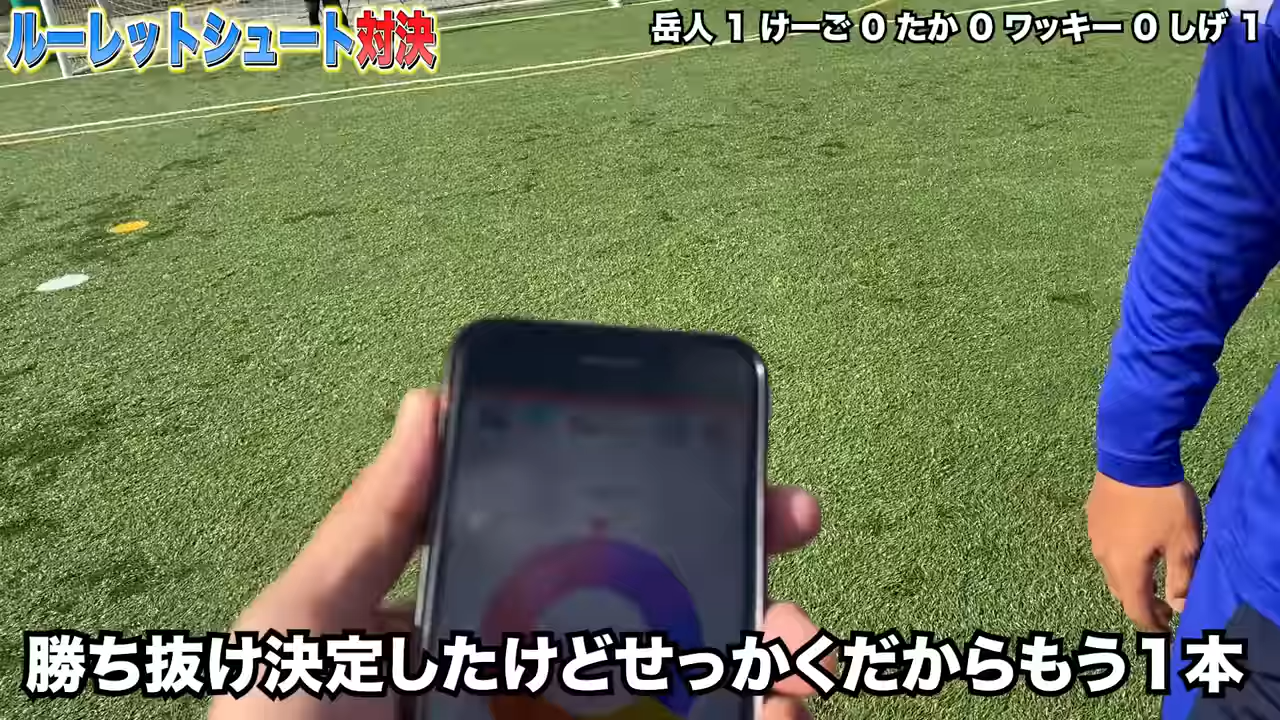 ルーレットシュート対決
岳人 1 けーご 0 たか 0 ワッキー 0 しげ 1
勝ち抜け決定したけどせっかくだからもう1本